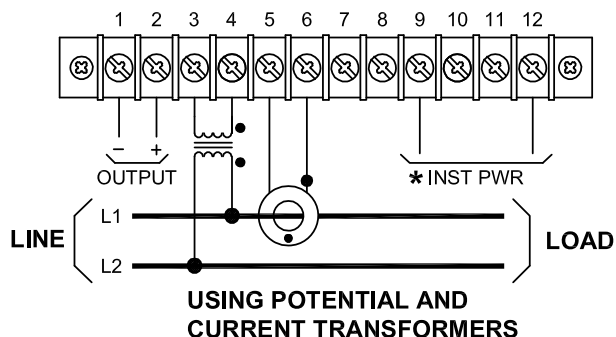 1 2 3 4 5 6 7 8 9 10 11 12
− +
OUTPUT * INST PWR
L1
LINE LOAD
L2
USING POTENTIAL AND
CURRENT TRANSFORMERS